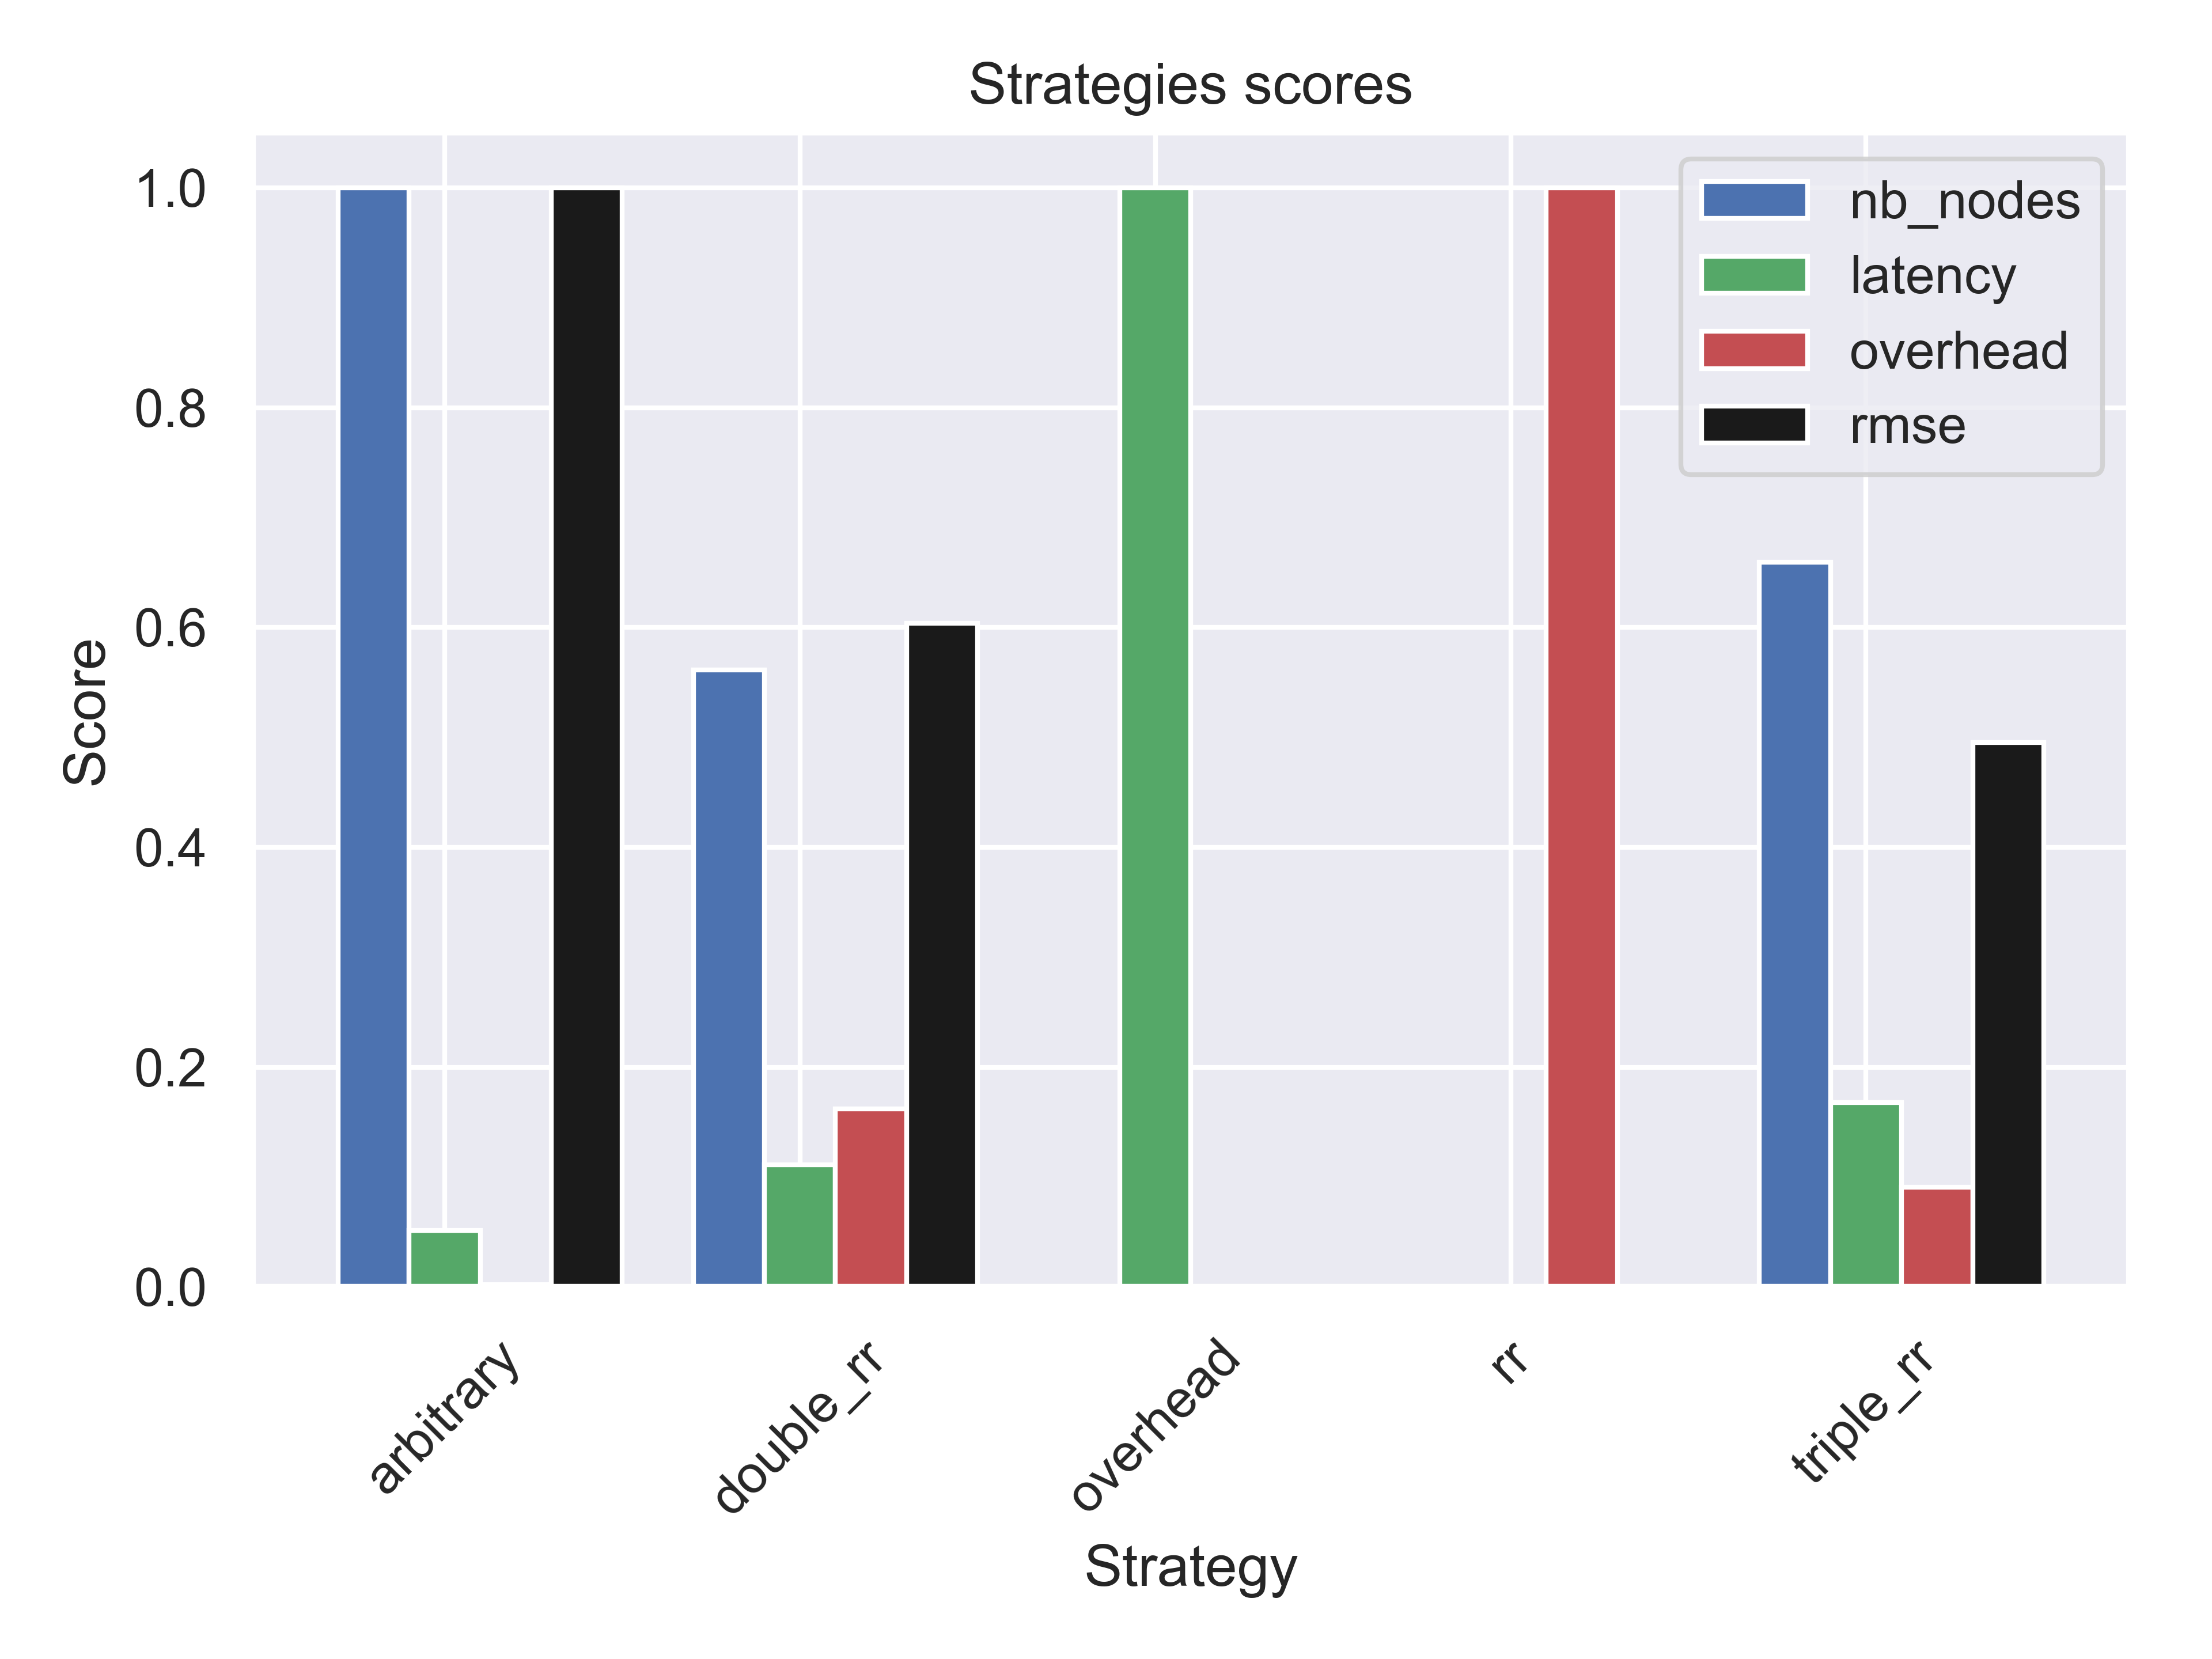 Strategies scores
1.0
0.8
0.6
0.4
0.2
0.0
Score
nb_nodes
latency
overhead
rmse
arbitrary
double_rr
overhead
rr
triple_rr
Strategy